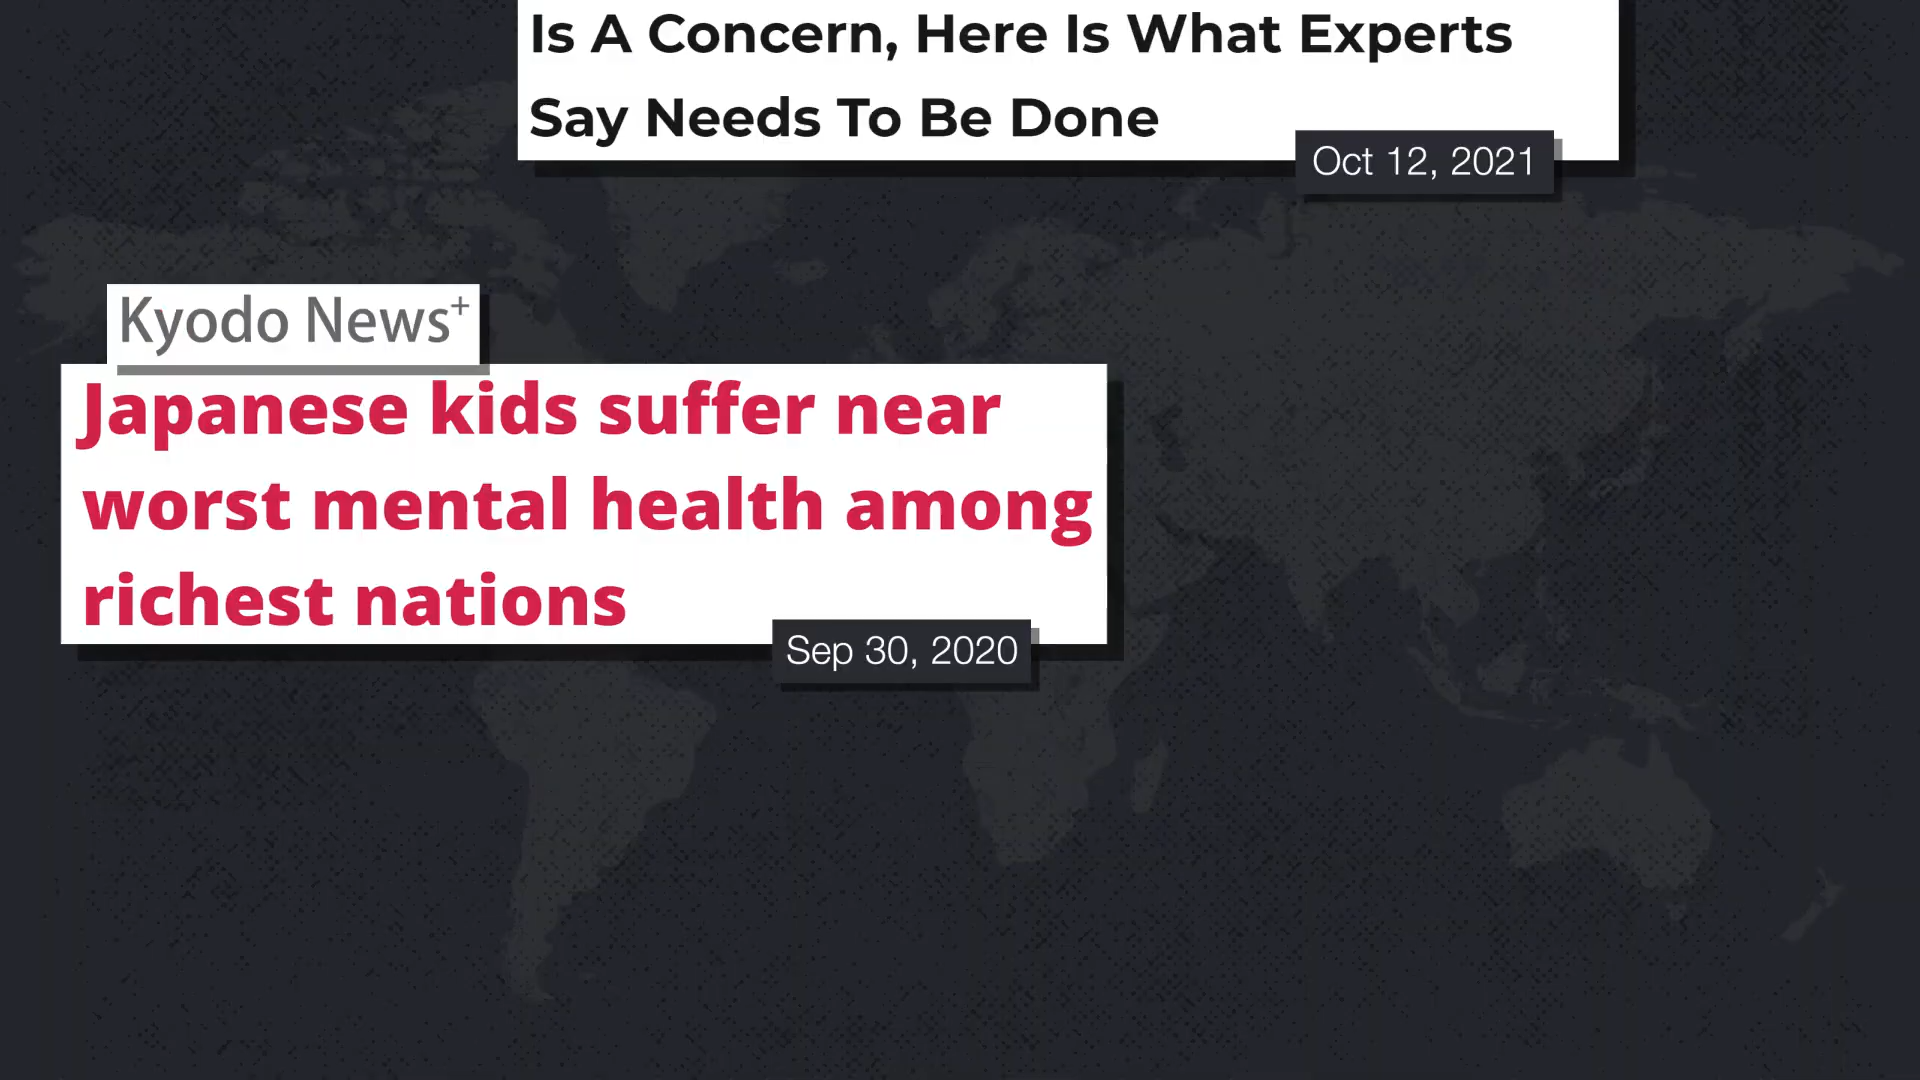 Is A Concern, Here Is What Experts
Say Needs To Be Done
Oct 12, 2021
Kyodo News+
Japanese kids suffer near
worst mental health among
richest nations
Sep 30, 2020